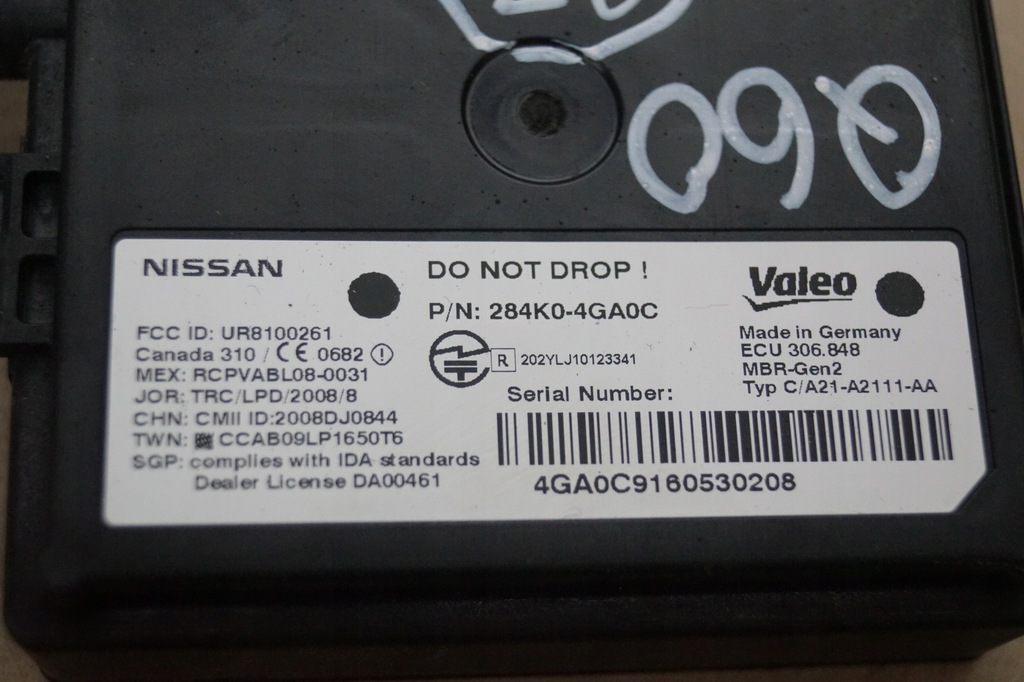 Q60
NISSAN
DO NOT DROP !
P/N: 284K0-4GA0C
Valeo
FCC ID: UR8100261
Canada 310 / CE 0682
MEX: RCPVABL08-0031
JOR: TRC/LPD/2008/8
CHN: CMII ID:2008DJ0844
TWN: CCAB09LP1650T6
SGP: complies with IDA standards
Dealer License DA00461
R 202YLJ10123341
Serial Number:
4GA0C9160530208
Made in Germany
ECU 306.848
MBR-Gen2
Typ C/A21-A2111-AA